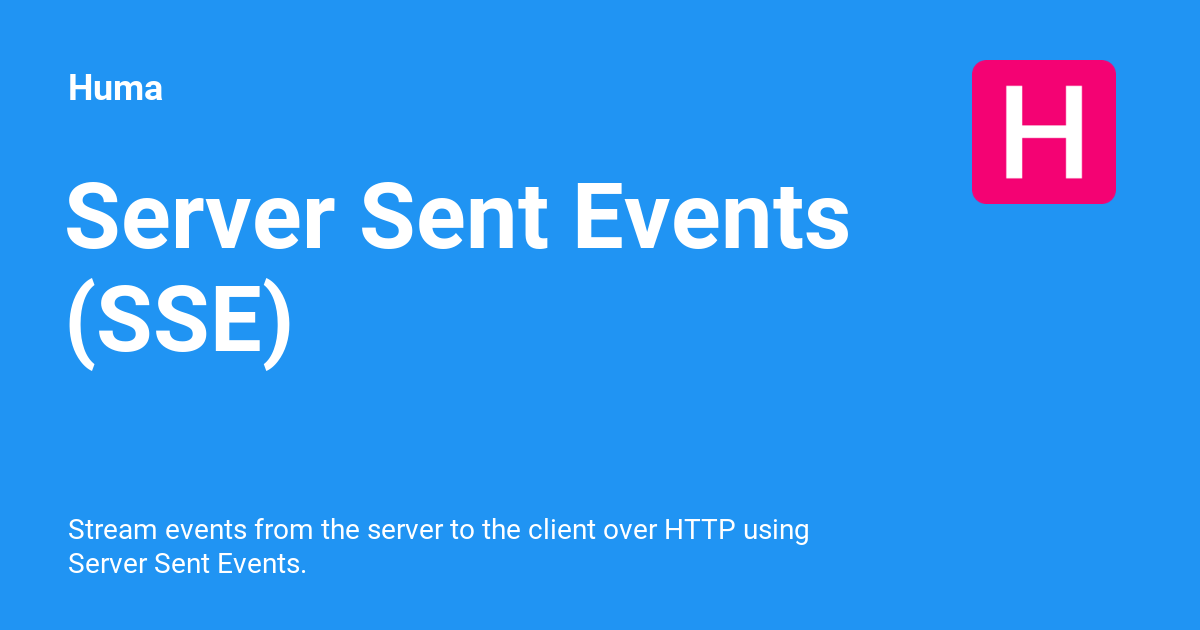 Huma
H
Server Sent Events
(SSE)
Stream events from the server to the client over HTTP using
Server Sent Events.